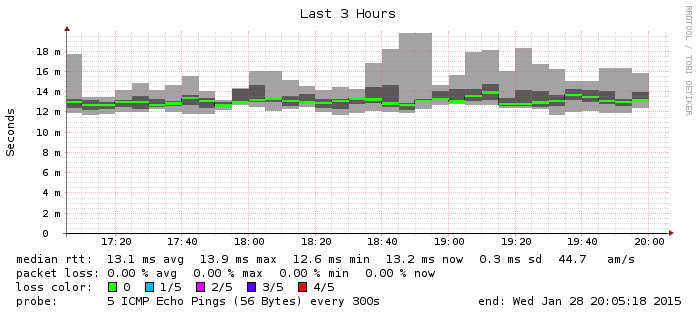 Last 3 Hours
RRDTOOL / TOBI OETIKER
Seconds
18 m
16 m
14 m
12 m
10 m
8 m
6 m
4 m
2 m
0
17:20 17:40 18:00 18:20 18:40 19:00 19:20 19:40 20:00
median rtt: 13.1 ms avg 13.9 ms max 12.6 ms min 13.2 ms now 0.3 ms sd 44.7 am/s
packet loss: 0.00 % avg 0.00 % max 0.00 % min 0.00 % now
loss color: 0 1/5 2/5 3/5 4/5
probe: 5 ICMP Echo Pings (56 Bytes) every 300s end: Wed Jan 28 20:05:18 2015